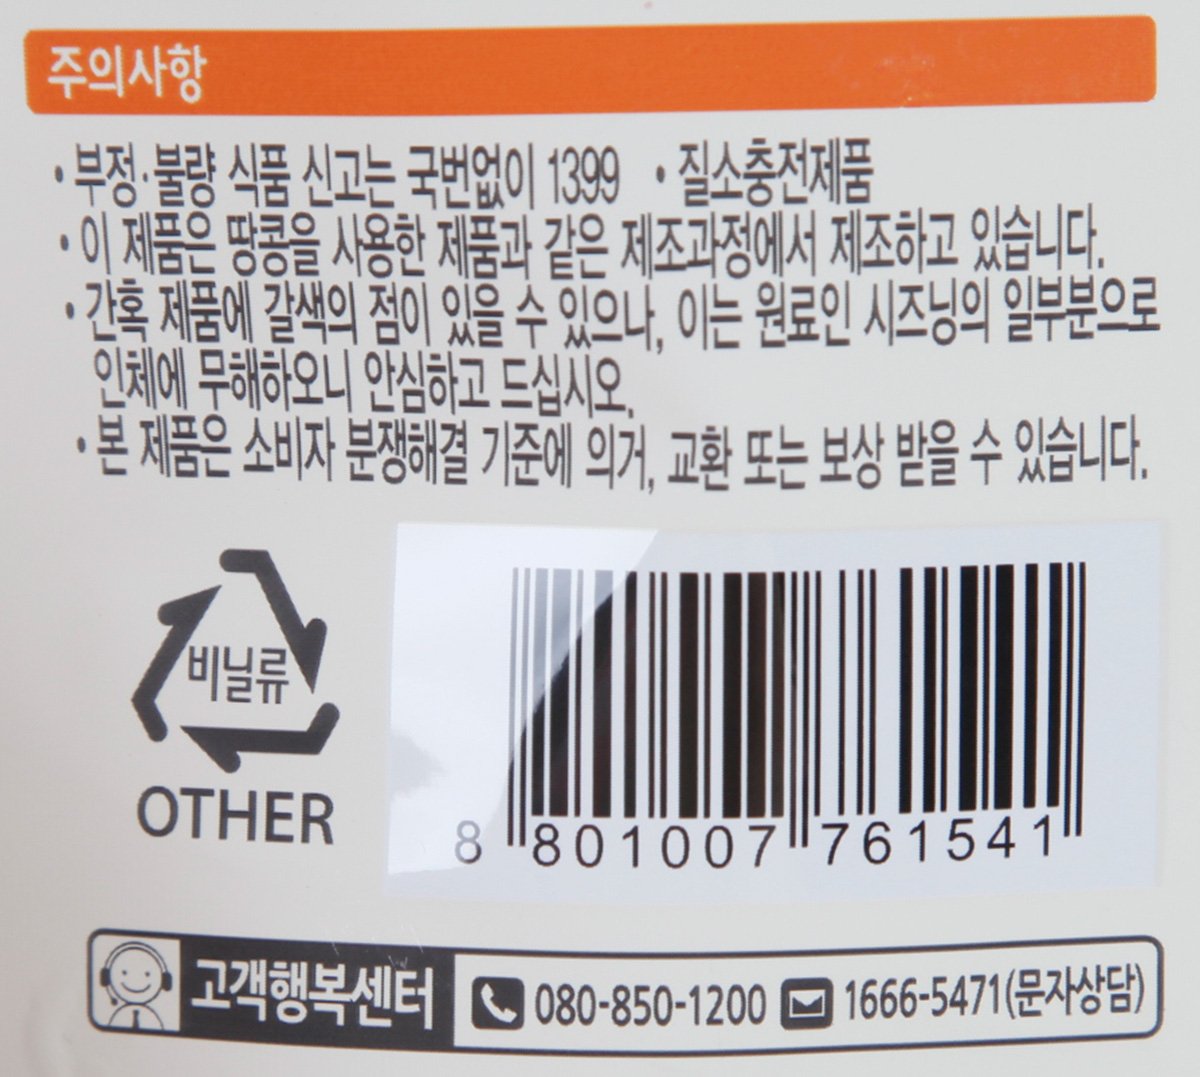 주의사항
· 부정·불량 식품 신고는 국번없이 1399 · 질소충전제품
· 이 제품은 땅콩을 사용한 제품과 같은 제조과정에서 제조하고 있습니다.
· 간혹 제품에 갈색의 점이 있을 수 있으나, 이는 원료인 시즈닝의 일부분으로
인체에 무해하오니 안심하고 드십시오.
· 본 제품은 소비자 분쟁해결 기준에 의거, 교환 또는 보상 받을 수 있습니다.
비닐류
OTHER
8 801007 761541
고객행복센터 080-850-1200 1666-5471(문자상담)